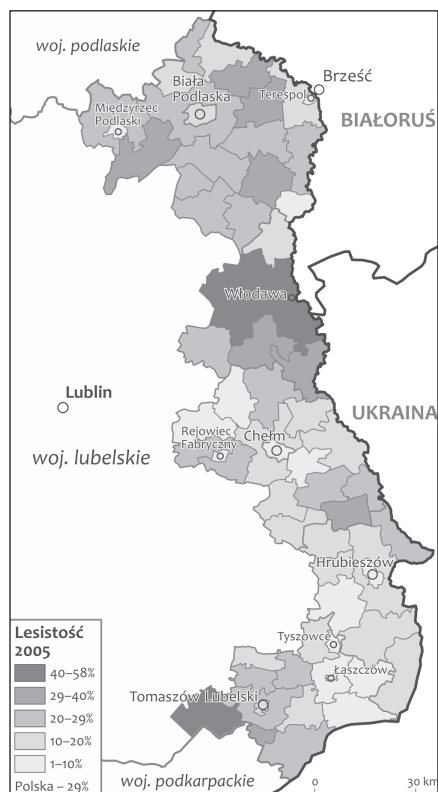 woj. podlaskie
Brześć
Biała
Podlaska
Terespol
Międzyrzec
Podlaski
BIAŁORUŚ
Włodawa
Lublin
UKRAINA
Rejowiec
Fabryczny
Chełm
woj. lubelskie
Hrubieszów
Lesistość
2005
40–58%
29–40%
20–29%
10–20%
1–10%
Polska – 29%
Tyszowce
Łaszczów
Tomaszów Lubelski
woj. podkarpackie
0 30 km